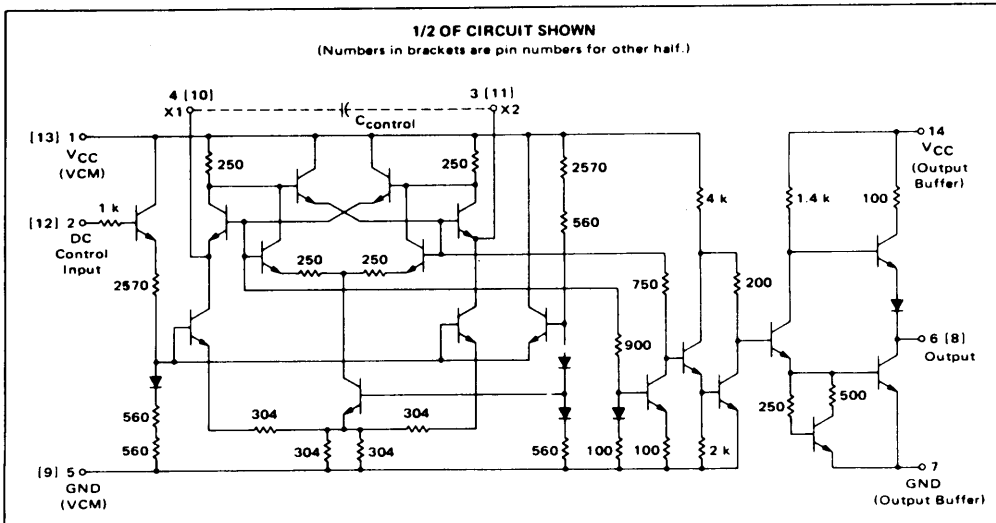 1/2 OF CIRCUIT SHOWN
(Numbers in brackets are pin numbers for other half.)
4 [10]
X1
3 [11]
X2
Ccontrol
[13] 1
VCC
(VCM)
14
VCC
(Output
Buffer)
250
250
2570
4 k
1.4 k
100
[12] 2
1 k
DC
Control
Input
560
2570
250
250
750
200
900
6 [8]
Output
560
560
304
304
304
304
560
100
100
2 k
250
500
[9] 5
GND
(VCM)
7
GND
(Output Buffer)